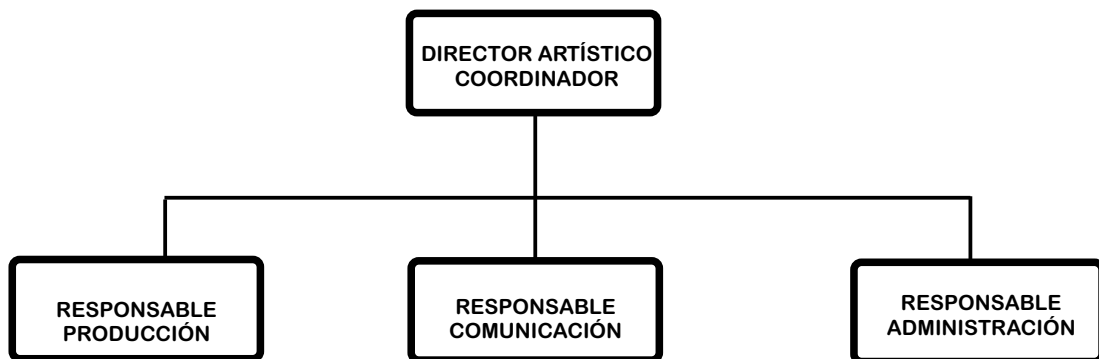 DIRECTOR ARTÍSTICO
COORDINADOR
RESPONSABLE
PRODUCCIÓN
RESPONSABLE
COMUNICACIÓN
RESPONSABLE
ADMINISTRACIÓN